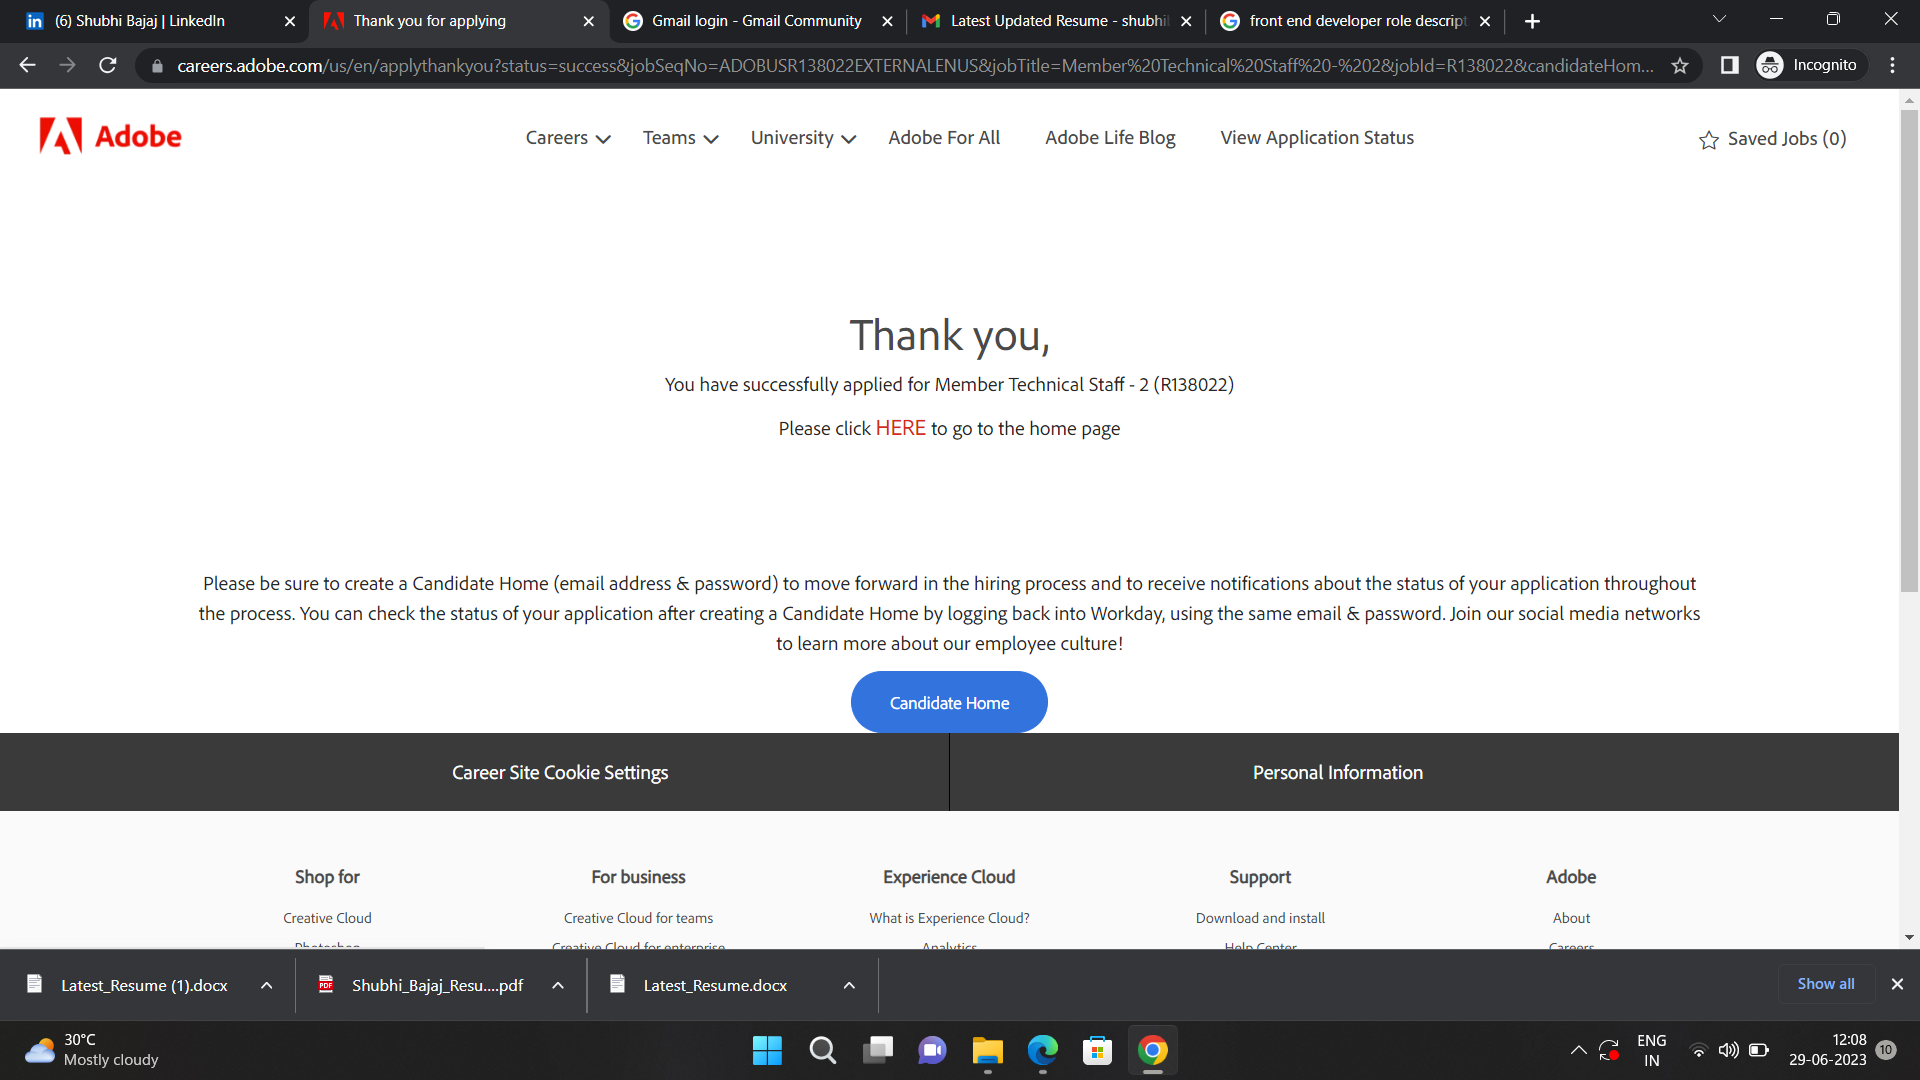 (6) Shubhi Bajaj | LinkedIn
Thank you for applying
Gmail login - Gmail Community
Latest Updated Resume - shubhi
front end developer role descript
careers.adobe.com/us/en/applythankyou?status=success&jobSeqNo=ADOBUSR138022EXTERNALENUS&jobTitle=Member%20Technical%20Staff%20-%202&jobId=R138022&candidateHom...
Incognito
Adobe
Careers
Teams
University
Adobe For All
Adobe Life Blog
View Application Status
Saved Jobs (0)
Thank you,
You have successfully applied for Member Technical Staff - 2 (R138022)
Please click HERE to go to the home page
Please be sure to create a Candidate Home (email address & password) to move forward in the hiring process and to receive notifications about the status of your application throughout
the process. You can check the status of your application after creating a Candidate Home by logging back into Workday, using the same email & password. Join our social media networks
to learn more about our employee culture!
Candidate Home
Career Site Cookie Settings
Personal Information
Shop for
For business
Experience Cloud
Support
Adobe
Creative Cloud
Creative Cloud for teams
What is Experience Cloud?
Download and install
About
Photoshop
Creative Cloud for enterprise
Analytics
Help Center
Careers
Latest_Resume (1).docx
PDF
Shubhi_Bajaj_Resu....pdf
Latest_Resume.docx
Show all
30°C
Mostly cloudy
ENG
IN
12:08
29-06-2023
10